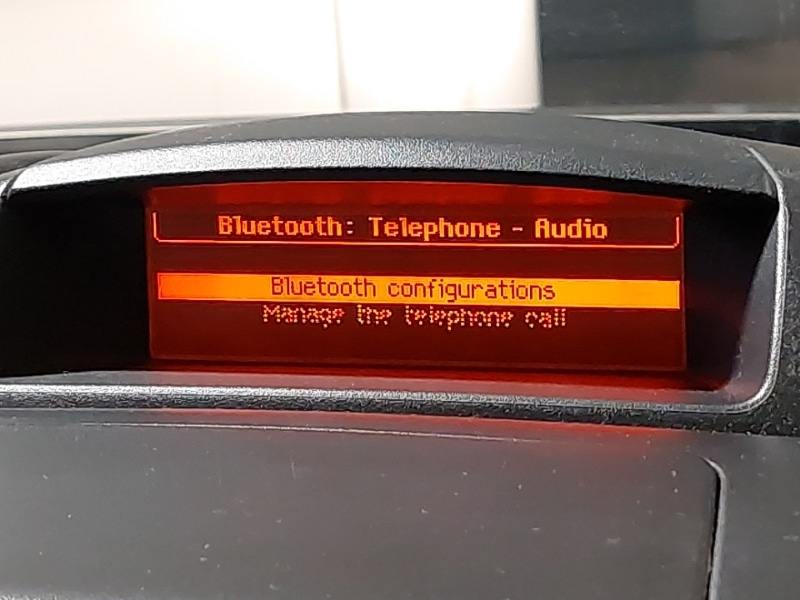 Bluetooth: Telephone - Audio
Bluetooth configurations
Manage the telephone call